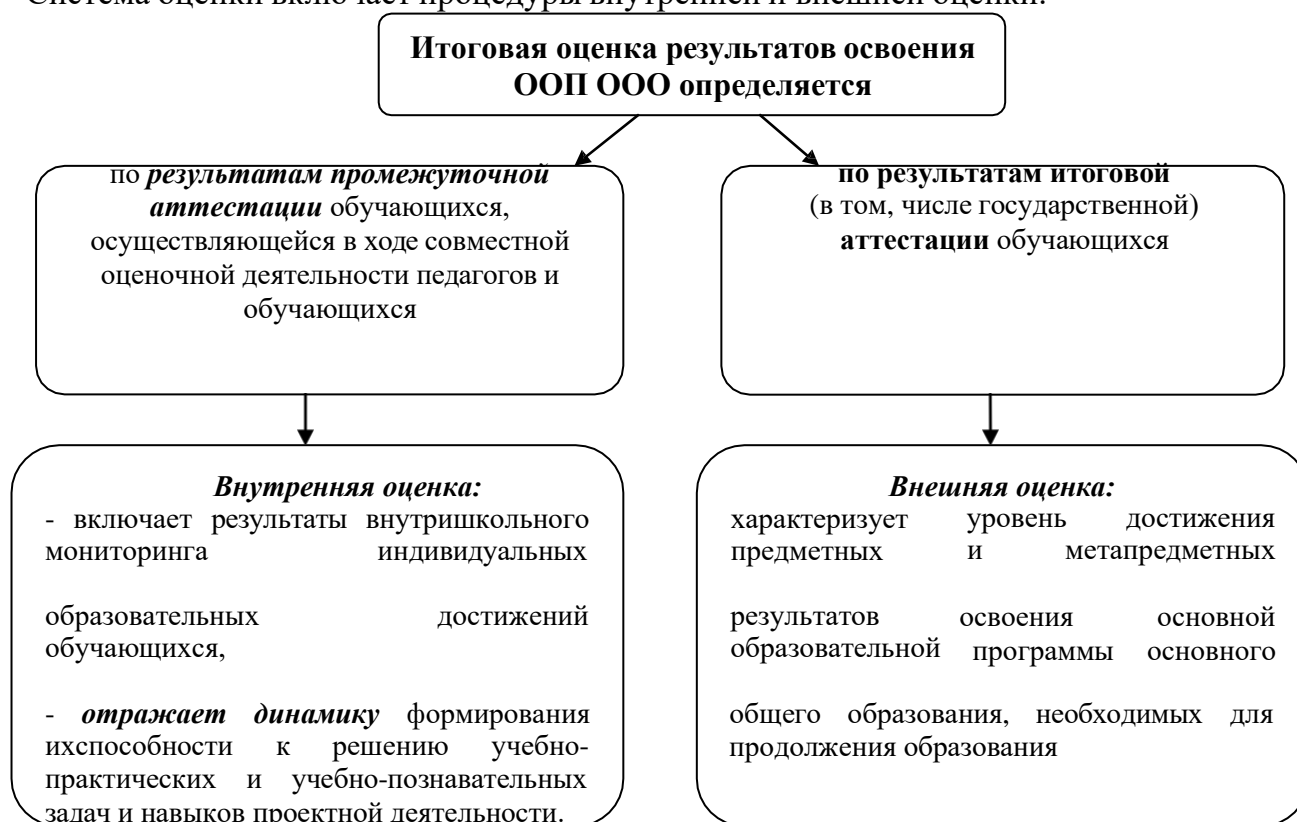 Система оценки включает процедуры внутренней и внешней оценки.
Итоговая оценка результатов освоения
ООП ООО определяется
по результатам промежуточной
аттестации обучающихся,
осуществляющейся в ходе совместной
оценочной деятельности педагогов и
обучающихся
по результатам итоговой
(в том, числе государственной)
аттестации обучающихся
Внутренняя оценка:
- включает результаты внутришкольного
мониторинга индивидуальных
образовательных достижений
обучающихся,
- отражает динамику формирования
ихспособности к решению учебно-
практических и учебно-познавательных
задач и навыков проектной деятельности.
Внешняя оценка:
характеризует уровень достижения
предметных и метапредметных
результатов освоения основной
образовательной программы основного
общего образования, необходимых для
продолжения образования